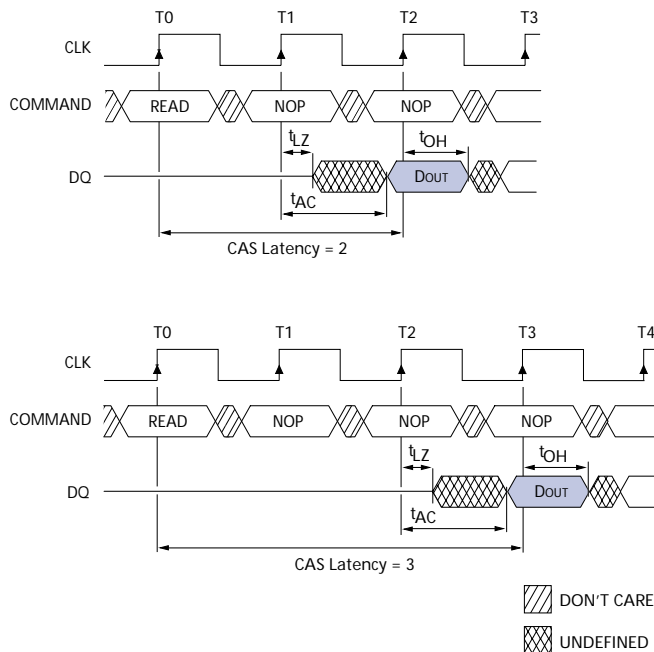 T0 T1 T2 T3
CLK
COMMAND READ NOP NOP
tLZ tOH
DQ DOUT
tAC
CAS Latency = 2
T0 T1 T2 T3 T4
CLK
COMMAND READ NOP NOP NOP
tLZ tOH
DQ DOUT
tAC
CAS Latency = 3
DON'T CARE
UNDEFINED